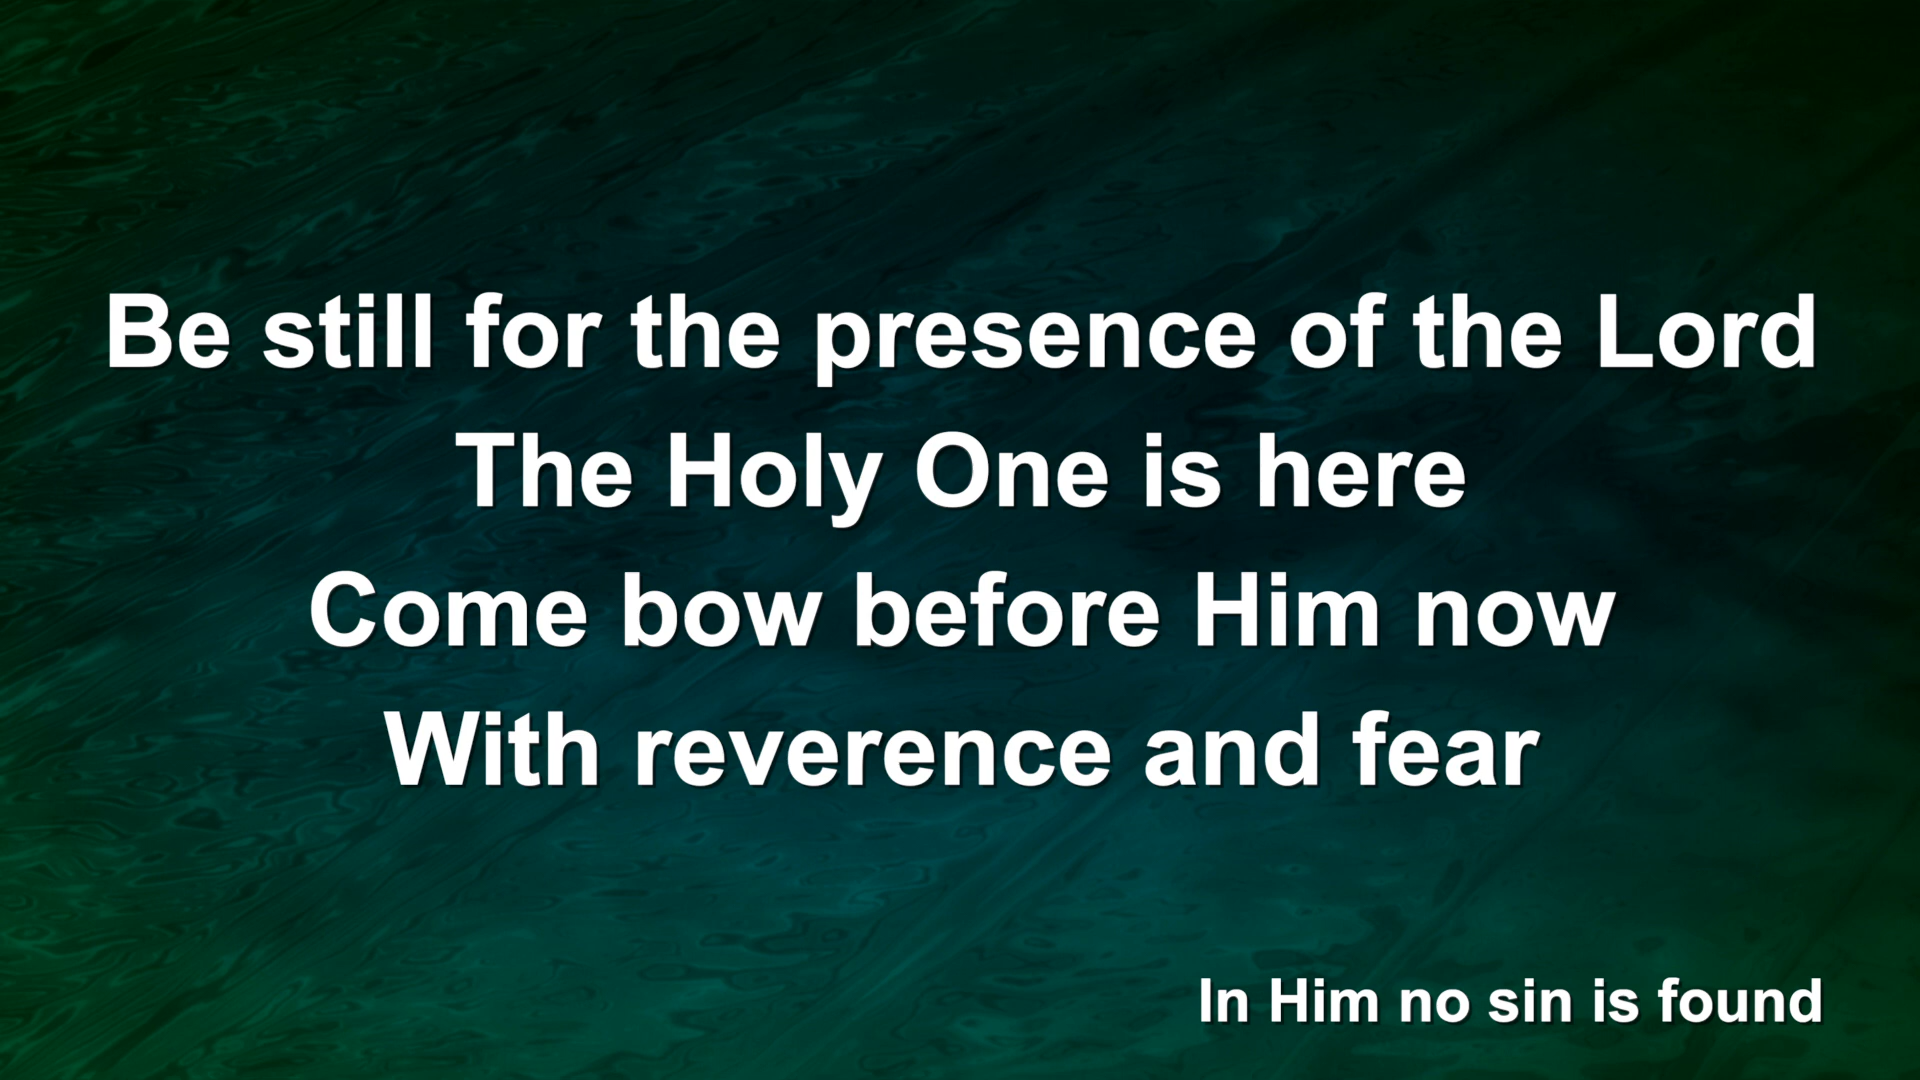 Be still for the presence of the Lord
The Holy One is here
Come bow before Him now
With reverence and fear
In Him no sin is found